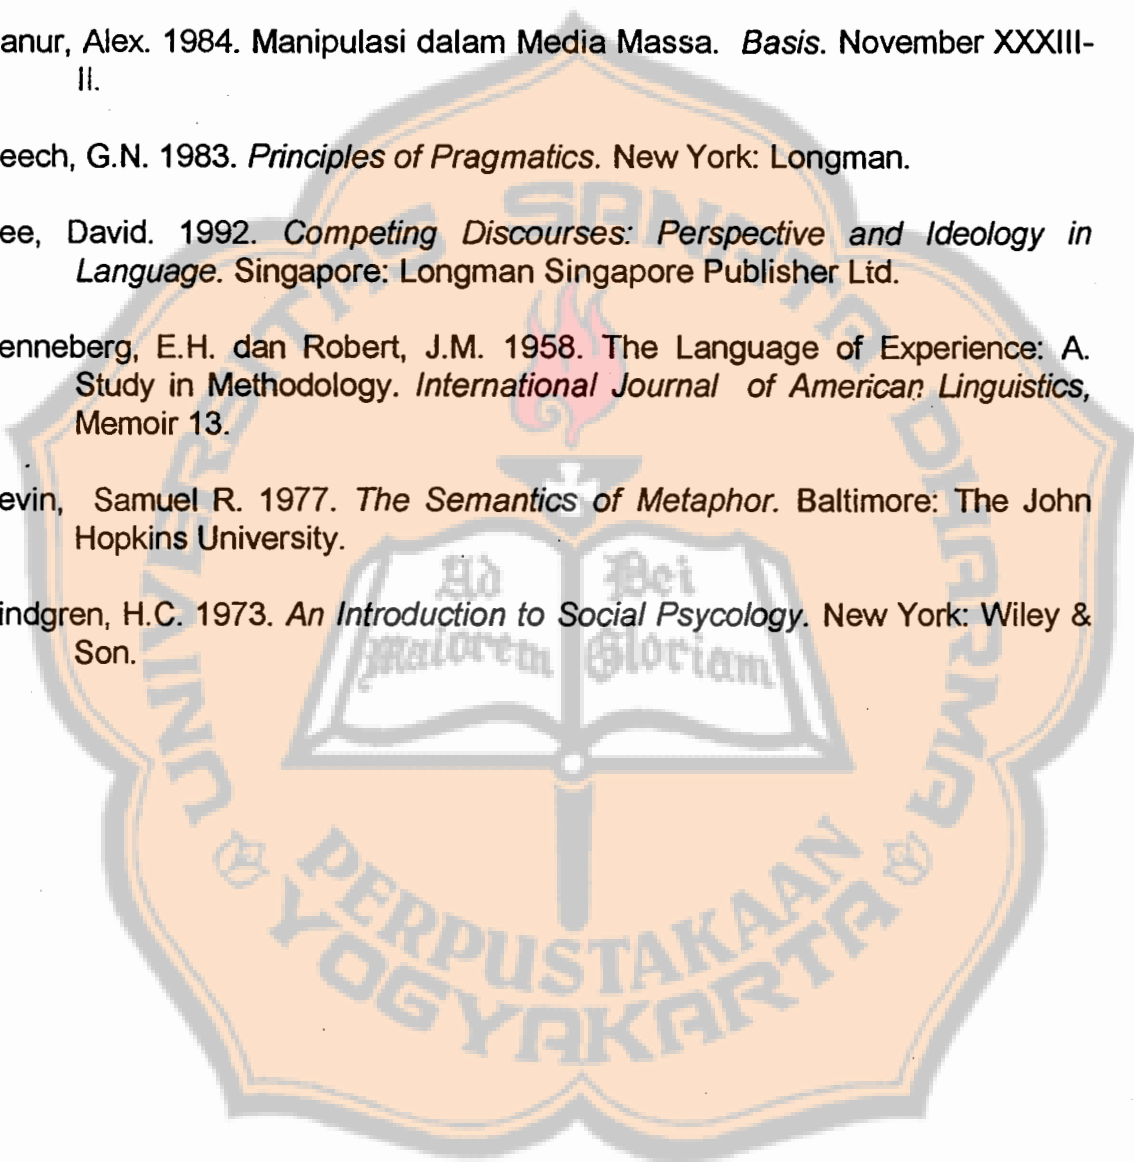 anur, Alex. 1984. Manipulasi dalam Media Massa. Basis. November XXXIII-
II.
eech, G.N. 1983. Principles of Pragmatics. New York: Longman.
ee, David. 1992. Competing Discourses: Perspective and Ideology in
Language. Singapore: Longman Singapore Publisher Ltd.
enneberg, E.H. dan Robert, J.M. 1958. The Language of Experience: A.
Study in Methodology. International Journal of American Linguistics,
Memoir 13.
evin, Samuel R. 1977. The Semantics of Metaphor. Baltimore: The John
Hopkins University.
indgren, H.C. 1973. An Introduction to Social Psycology. New York: Wiley &
Son.
UNIVERSITAS SANATA DHARMA
Ad Dei
maiorem Gloriam
PERPUSTAKAAN
YOGYAKARTA